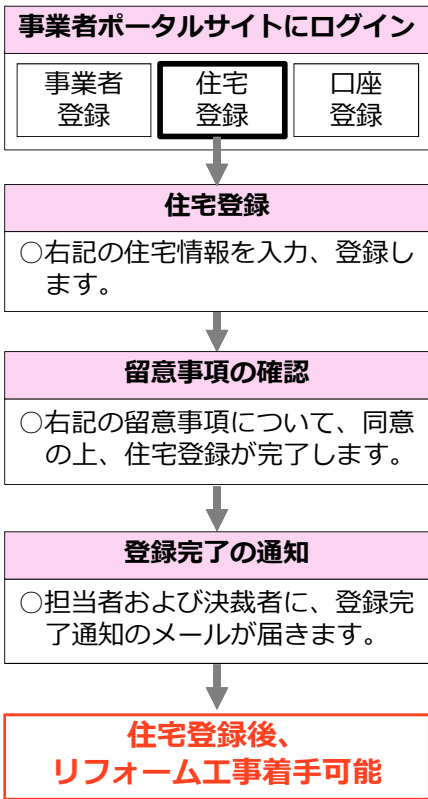 事業者ポータルサイトにログイン
事業者
登録
住宅
登録
口座
登録
住宅登録
○右記の住宅情報を入力、登録し
ます。
留意事項の確認
○右記の留意事項について、同意
の上、住宅登録が完了します。
登録完了の通知
○担当者および決裁者に、登録完
了通知のメールが届きます。
住宅登録後、
リフォーム工事着手可能